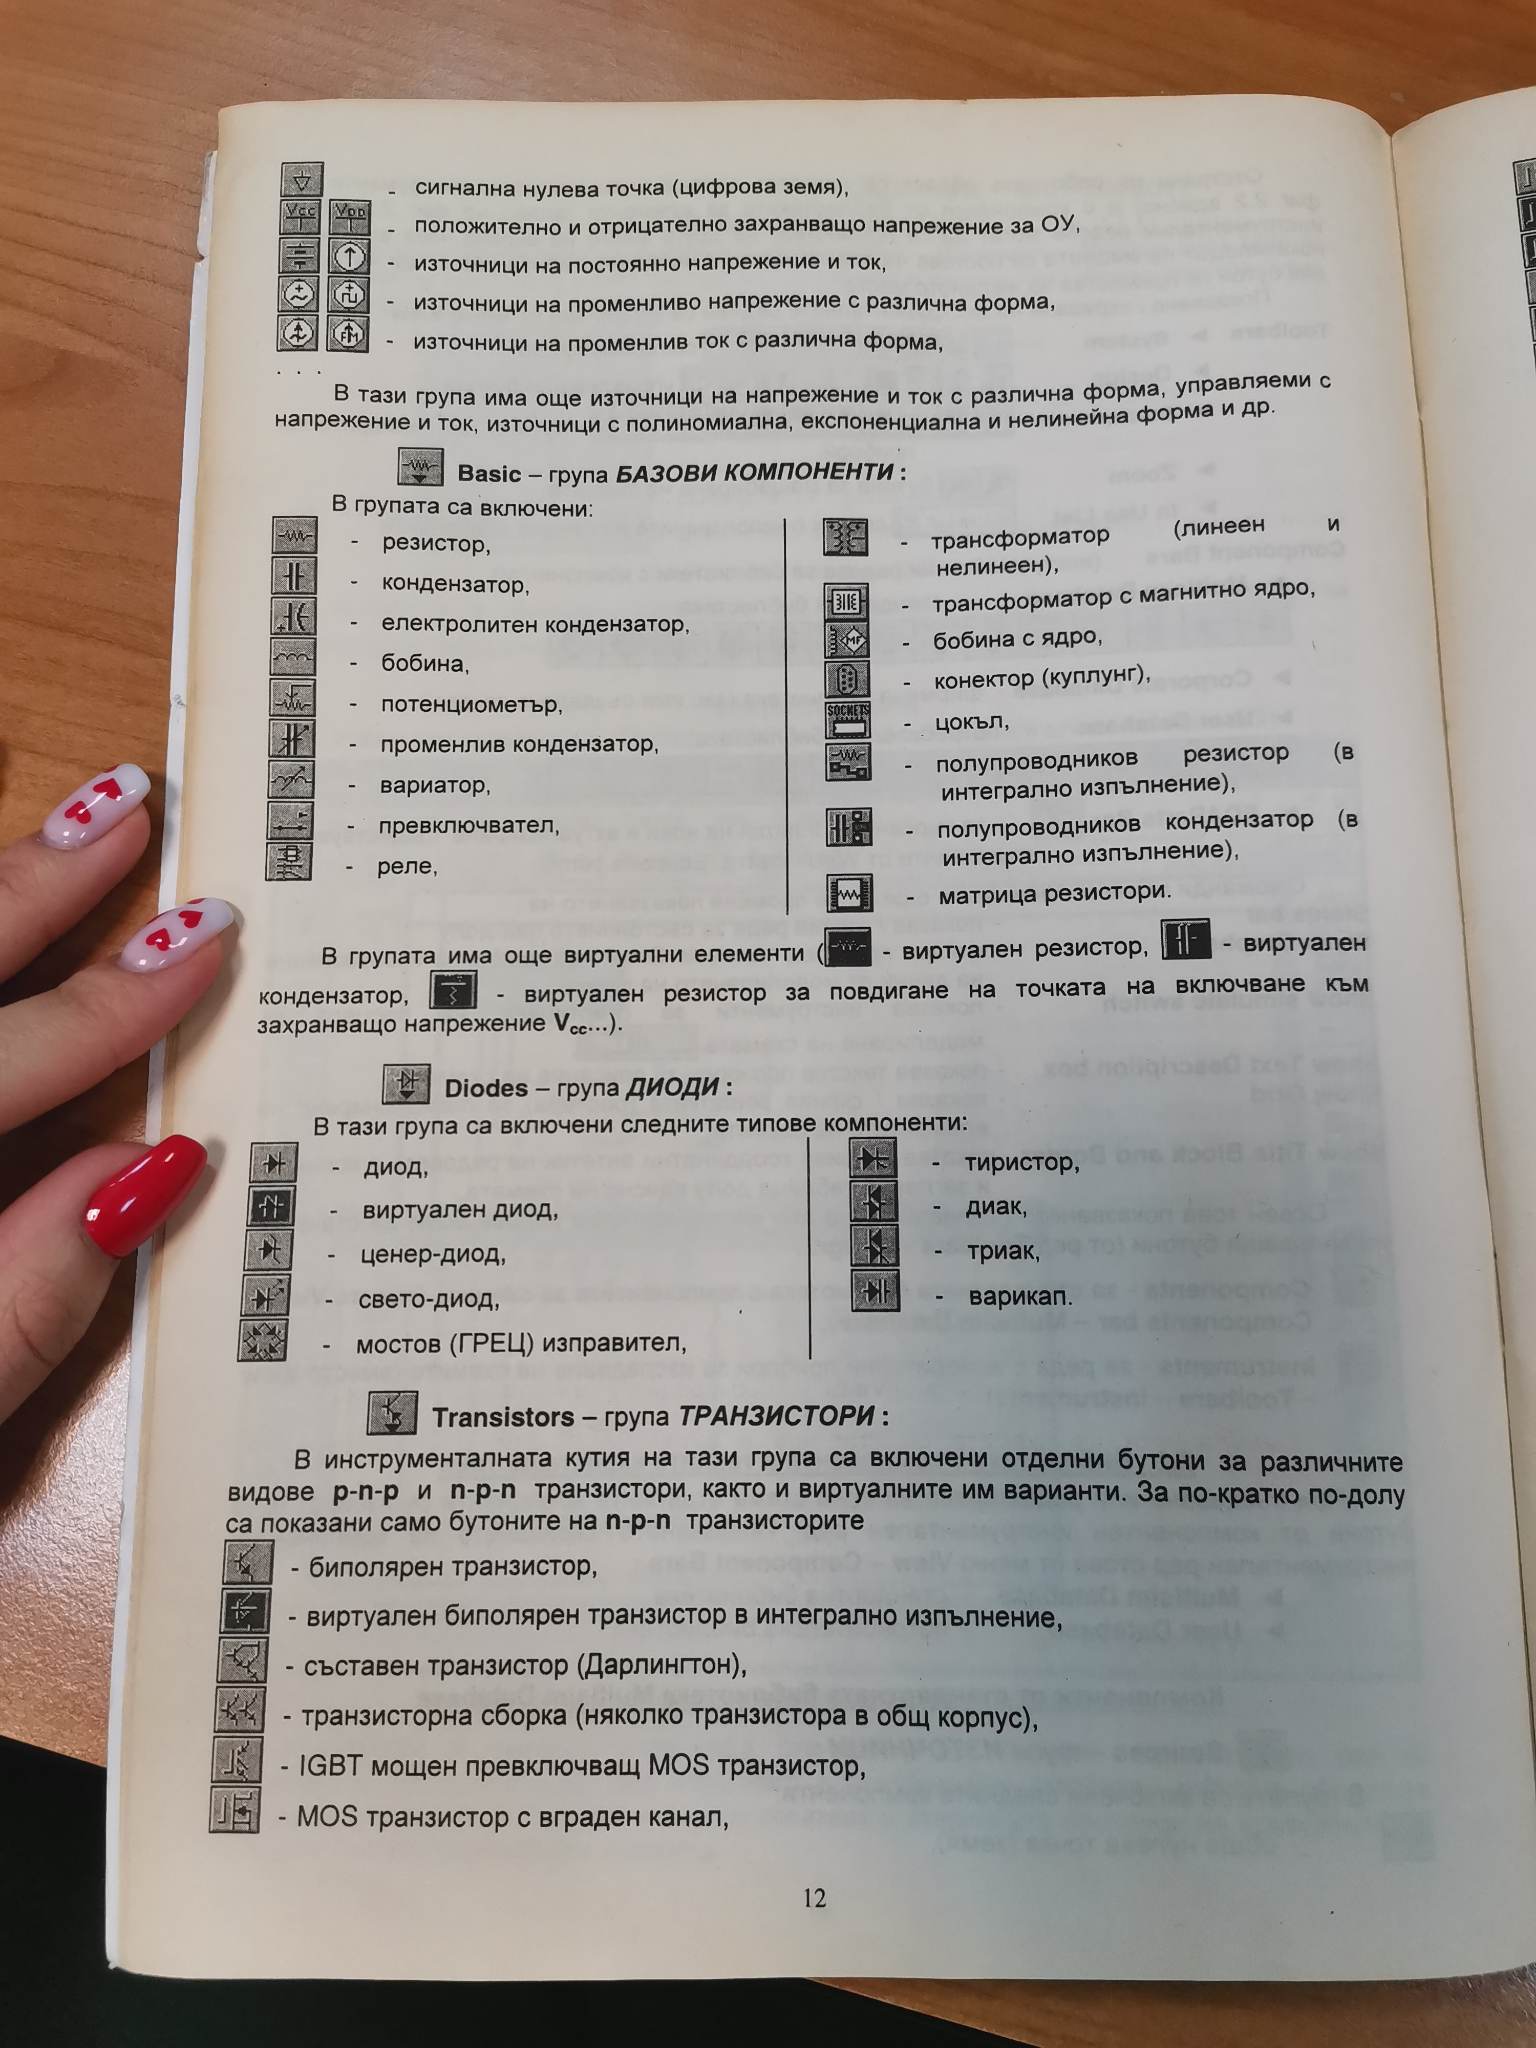 - сигнална нулева точка (цифрова земя),
VCC VDD - положително и отрицателно захранващо напрежение за ОУ,
- източници на постоянно напрежение и ток,
- източници на променливо напрежение с различна форма,
FM - източници на променлив ток с различна форма,
. . .
В тази група има още източници на напрежение и ток с различна форма, управляеми с
напрежение и ток, източници с полиномиална, експоненциална и нелинейна форма и др.
Basic – група БАЗОВИ КОМПОНЕНТИ :
В групата са включени:
- резистор,
- кондензатор,
- електролитен кондензатор,
- бобина,
- потенциометър,
- променлив кондензатор,
- вариатор,
- превключвател,
- реле,
- трансформатор (линеен и
нелинеен),
- трансформатор с магнитно ядро,
MF - бобина с ядро,
- конектор (куплунг),
SOCKETS - цокъл,
- полупроводников резистор (в
интегрално изпълнение),
- полупроводников кондензатор (в
интегрално изпълнение),
- матрица резистори.
В групата има още виртуални елементи ( - виртуален резистор, - виртуален
кондензатор, - виртуален резистор за повдигане на точката на включване към
захранващо напрежение Vcc...).
Diodes – група ДИОДИ :
В тази група са включени следните типове компоненти:
- диод,
- виртуален диод,
- ценер-диод,
- свето-диод,
- мостов (ГРЕЦ) изправител,
- тиристор,
- диак,
- триак,
- варикап.
Transistors – група ТРАНЗИСТОРИ :
В инструменталната кутия на тази група са включени отделни бутони за различните
видове p-n-p и n-p-n транзистори, както и виртуалните им варианти. За по-кратко по-долу
са показани само бутоните на n-p-n транзисторите
- биполярен транзистор,
- виртуален биполярен транзистор в интегрално изпълнение,
- съставен транзистор (Дарлингтон),
- транзисторна сборка (няколко транзистора в общ корпус),
- IGBT мощен превключващ MOS транзистор,
- MOS транзистор с вграден канал,
12